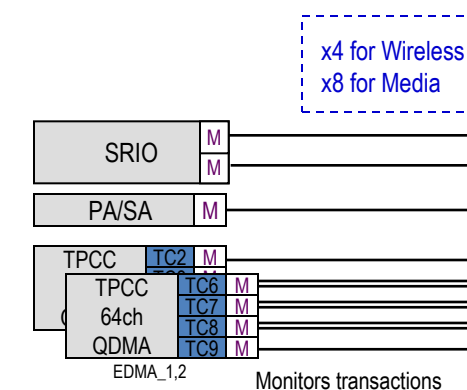 x4 for Wireless
x8 for Media
SRIO
M
M
PA/SA
M
TPCC
TC2
M
TPCC
64ch
QDMA
TC6
M
TC7
M
TC8
M
TC9
M
EDMA_1,2
Monitors transactions